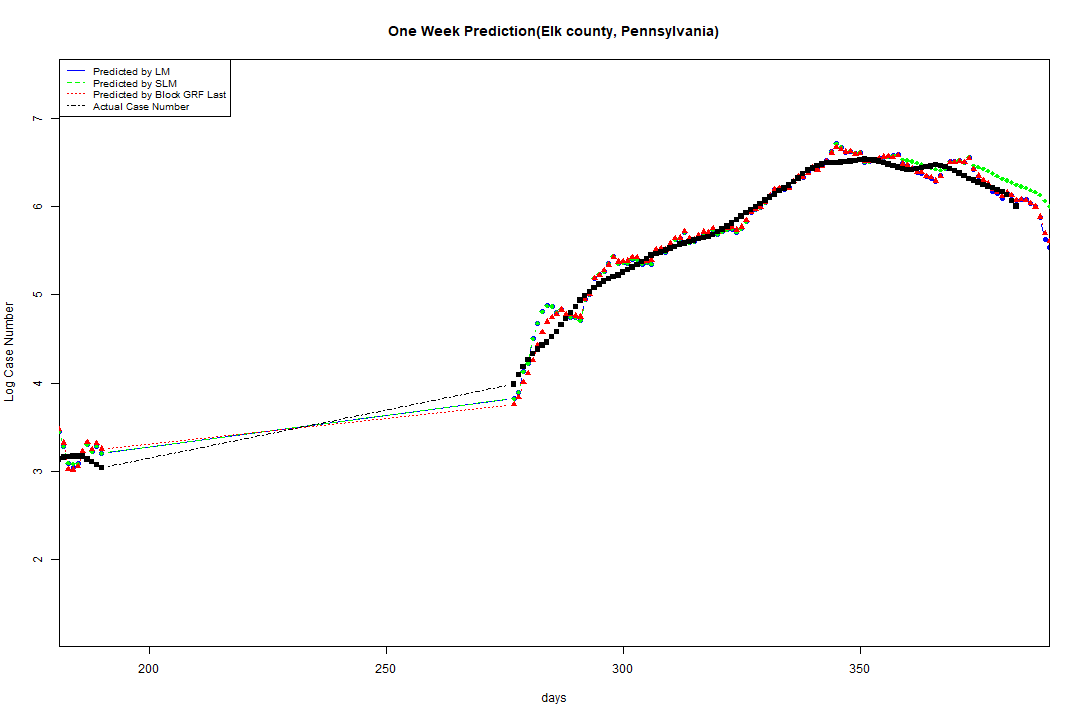 One Week Prediction(Elk county, Pennsylvania)
Predicted by LM
Predicted by SLM
Predicted by Block GRF Last
Actual Case Number
7
6
5
4
3
2
Log Case Number
200
250
300
350
days